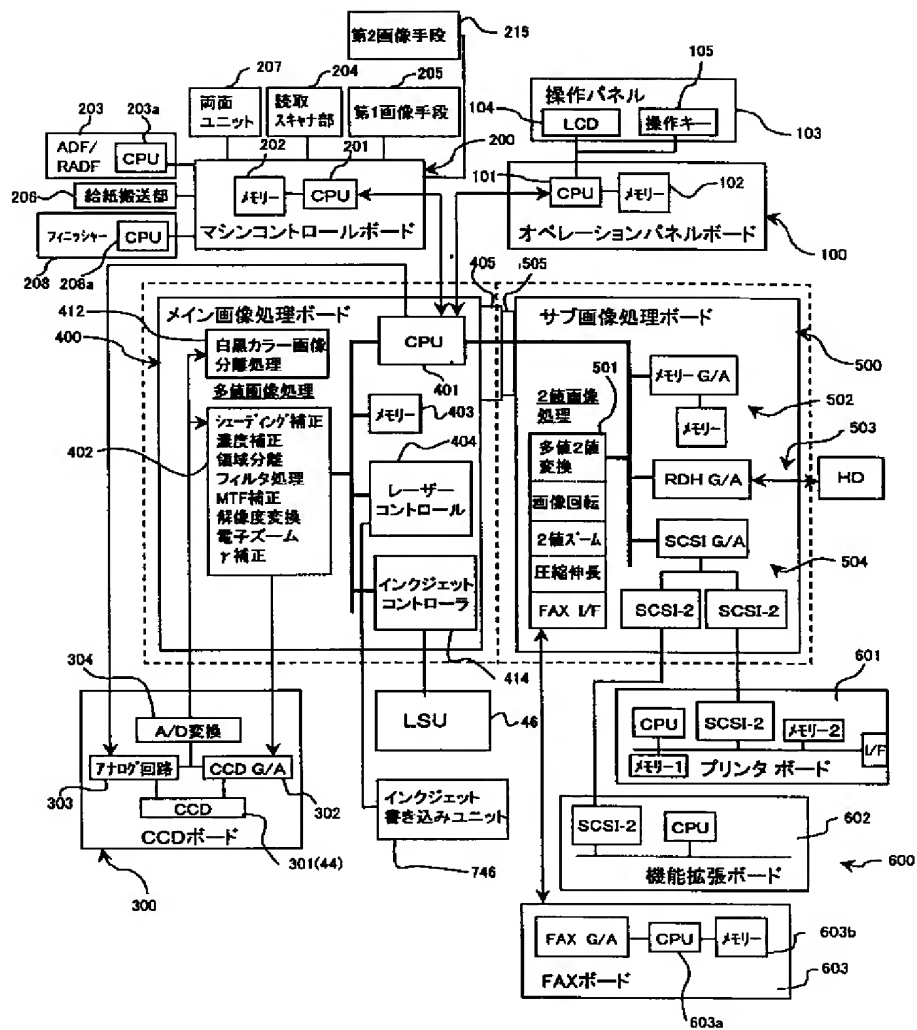 第2画像手段
216
207
204
205
両面
ユニット
読取
スキャナ部
第1画像手段
105
操作パネル
104
LCD
操作キー
103
203
203a
ADF/
RADF
CPU
202
201
200
メモリー
CPU
マシンコントロールボード
206
給紙搬送部
フィニッシャー
CPU
208
208a
101
CPU
メモリー
102
オペレーションパネルボード
100
405
505
メイン画像処理ボード
412
400
白黒カラー画像
分離処理
多値画像処理
CPU
401
402
シェーディング補正
濃度補正
領域分離
フィルタ処理
MTF補正
解像度変換
電子ズーム
γ補正
メモリー
403
404
レーザー
コントロール
インクジェット
コントローラ
414
サブ画像処理ボード
500
501
2値画像
処理
多値2値
変換
画像回転
2値ズーム
圧縮伸長
FAX I/F
メモリー G/A
メモリー
502
503
RDH G/A
HD
SCSI G/A
504
SCSI-2
SCSI-2
304
A/D変換
アナログ回路
CCD G/A
303
302
CCD
CCDボード
301(44)
300
LSU
46
インクジェット
書き込みユニット
746
601
CPU
SCSI-2
メモリー2
I/F
メモリー1
プリンタ ボード
SCSI-2
CPU
602
600
機能拡張ボード
FAX G/A
CPU
メモリー
603b
FAXボード
603
603a